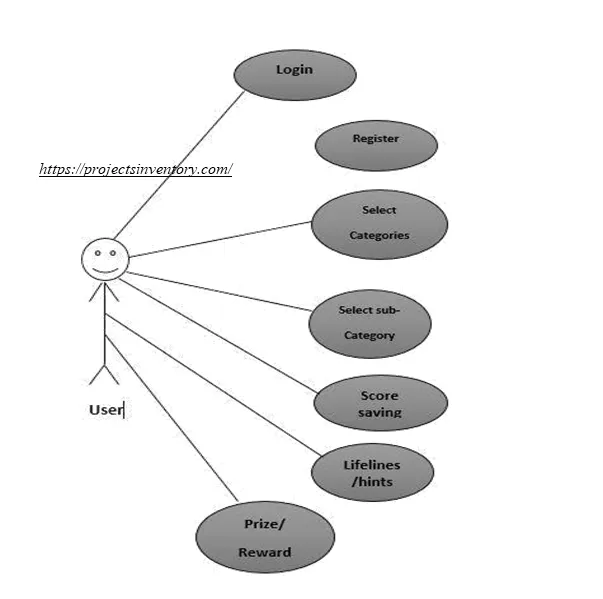 Login
Register
https://projectsinventory.com/
Select
Categories
Select sub-
Category
Score
saving
User
Lifelines
/hints
Prize/
Reward